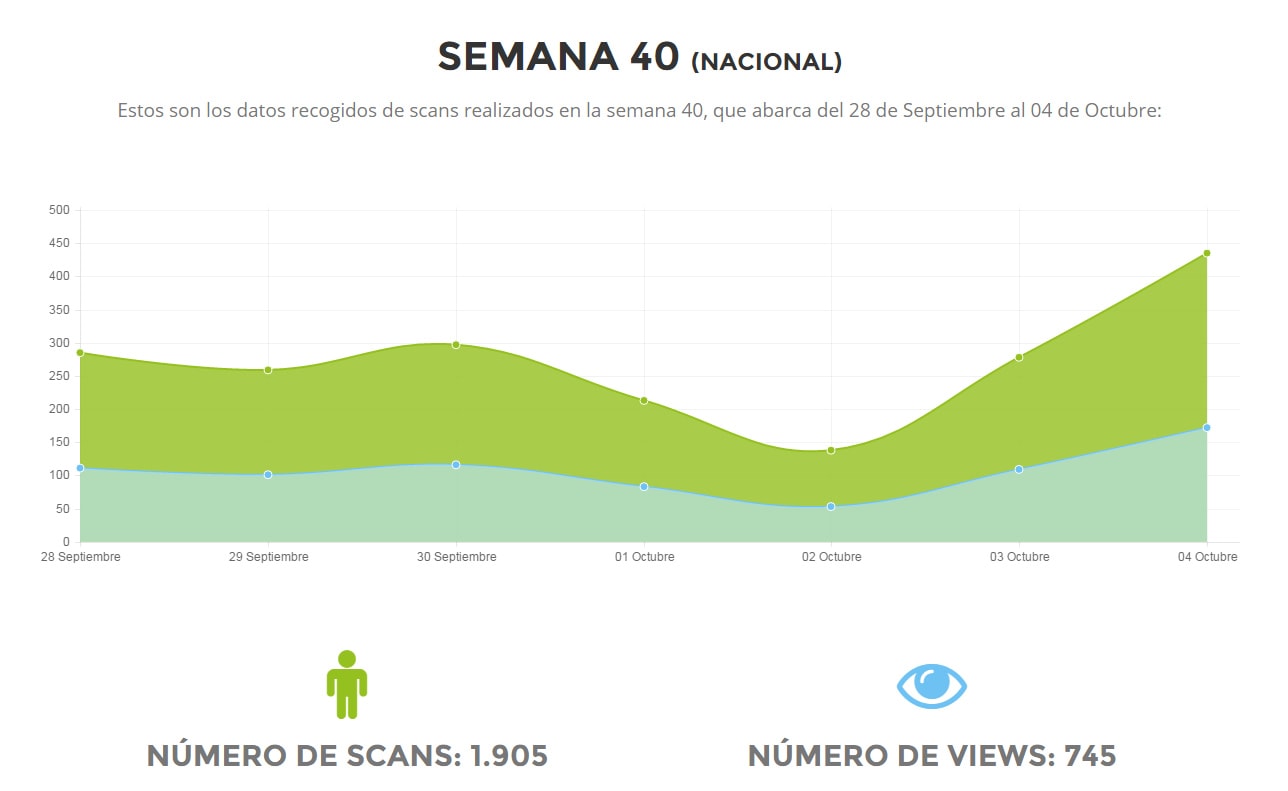 SEMANA 40 (NACIONAL)
Estos son los datos recogidos de scans realizados en la semana 40, que abarca del 28 de Septiembre al 04 de Octubre:
500
450
400
350
300
250
200
150
100
50
0
28 Septiembre 29 Septiembre 30 Septiembre 01 Octubre 02 Octubre 03 Octubre 04 Octubre
NÚMERO DE SCANS: 1.905 NÚMERO DE VIEWS: 745